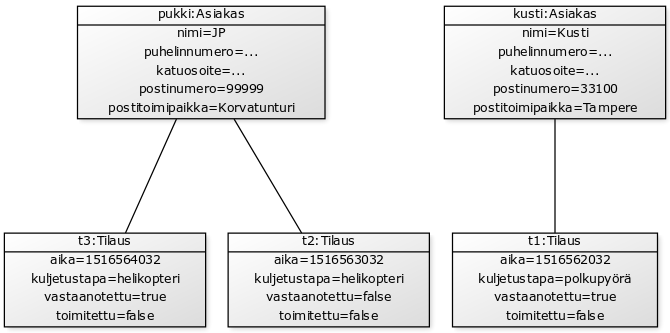 pukki:Asiakas
nimi=JP
puhelinnumero=...
katuosoite=...
postinumero=99999
postitoimipaikka=Korvatunturi
kusti:Asiakas
nimi=Kusti
puhelinnumero=...
katuosoite=...
postinumero=33100
postitoimipaikka=Tampere
t3:Tilaus
aika=1516564032
kuljetustapa=helikopteri
vastaanotettu=true
toimitettu=false
t2:Tilaus
aika=1516563032
kuljetustapa=helikopteri
vastaanotettu=false
toimitettu=false
t1:Tilaus
aika=1516562032
kuljetustapa=polkupyörä
vastaanotettu=true
toimitettu=false